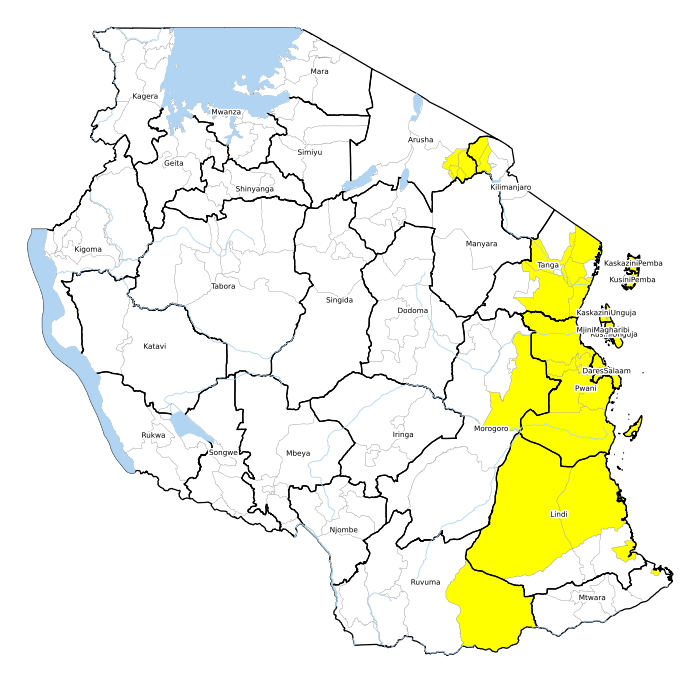 Mara
Kagera
Mwanza
Arusha
Simiyu
Geita
Shinyanga
Kilimanjaro
Manyara
Kigoma
Tanga
KaskaziniPemba
KusiniPemba
Tabora
Singida
Dodoma
KaskaziniUnguja
MjiniMagharibi
KusiniUnguja
Katavi
DaresSalaam
Pwani
Morogoro
Rukwa
Iringa
Songwe
Mbeya
Lindi
Njombe
Ruvuma
Mtwara